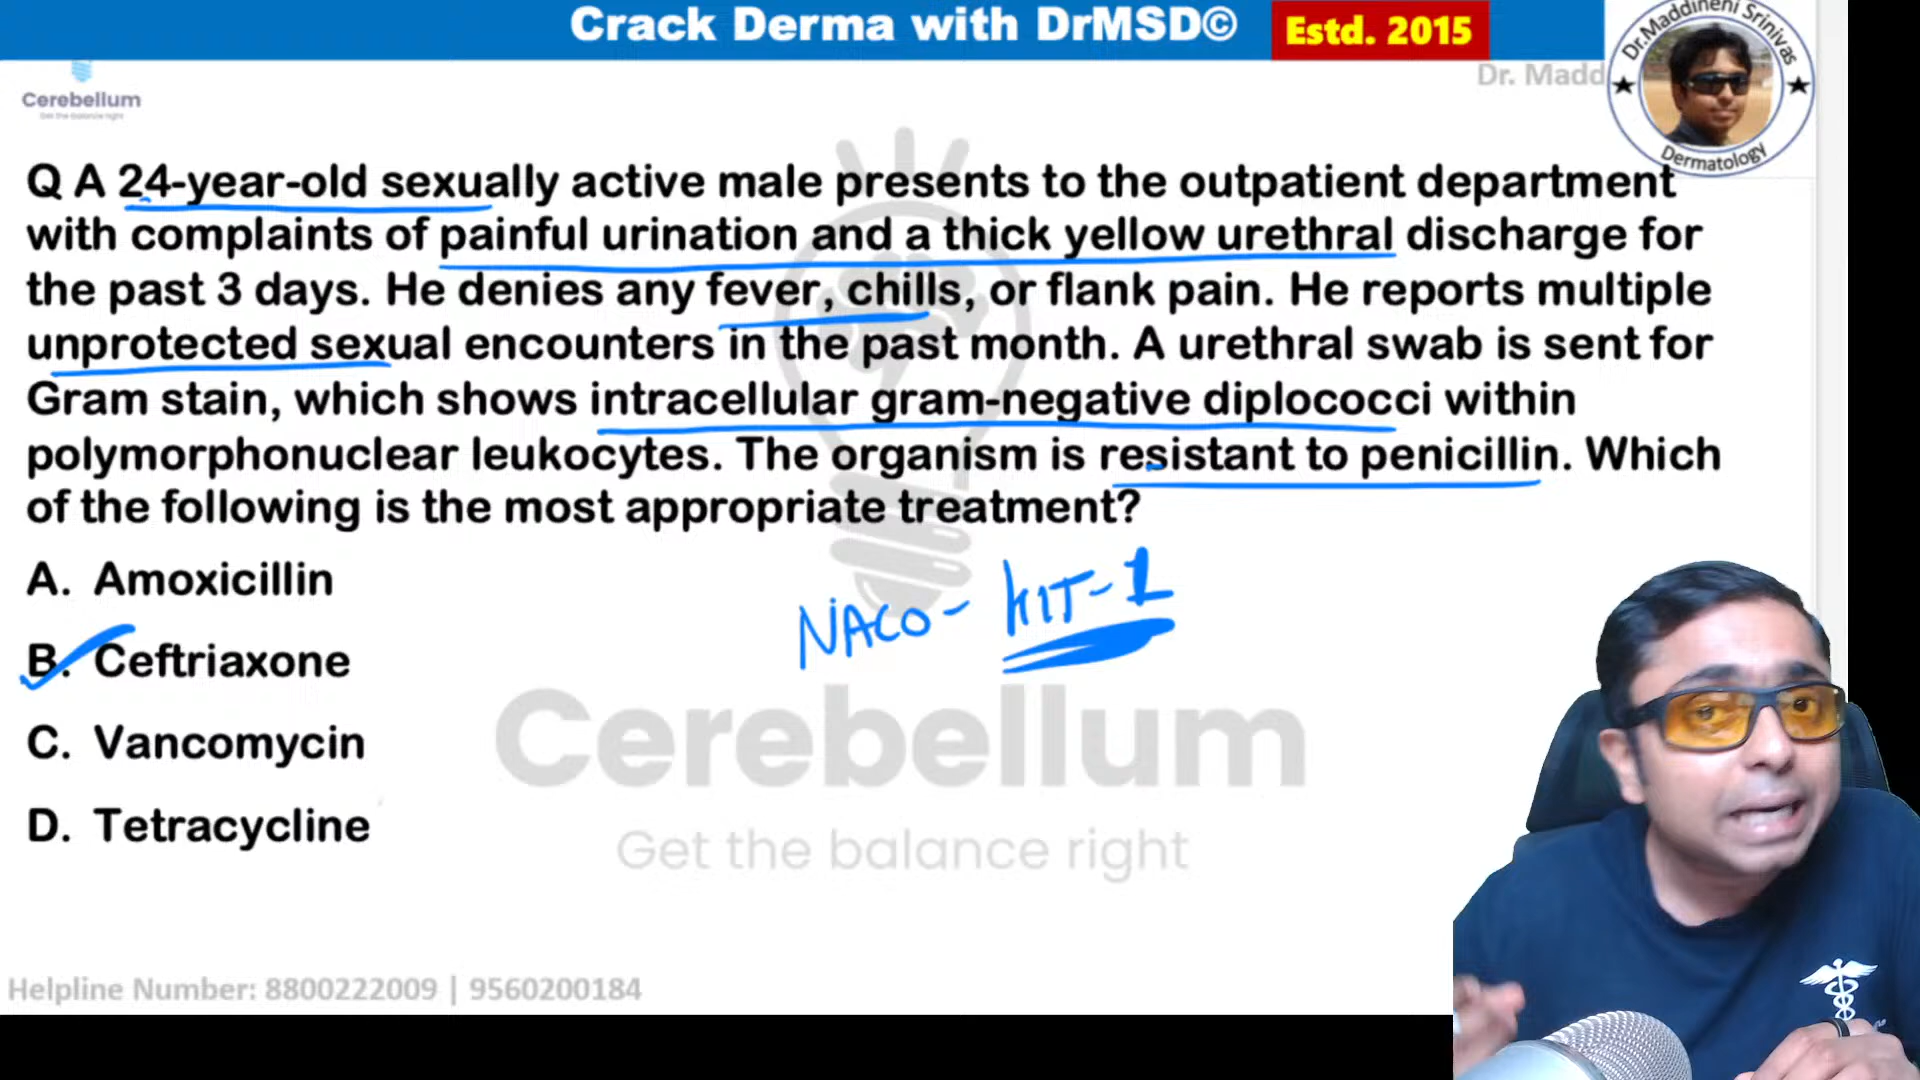 Crack Derma with DrMSD© Estd. 2015
Dr.Maddineni Srinivas
Dermatology
Dr. Madd
Cerebellum
Get the balance right
Q A 24-year-old sexually active male presents to the outpatient department
with complaints of painful urination and a thick yellow urethral discharge for
the past 3 days. He denies any fever, chills, or flank pain. He reports multiple
unprotected sexual encounters in the past month. A urethral swab is sent for
Gram stain, which shows intracellular gram-negative diplococci within
polymorphonuclear leukocytes. The organism is resistant to penicillin. Which
of the following is the most appropriate treatment?
A. Amoxicillin
NACO - KIT-1
B. Ceftriaxone
C. Vancomycin
D. Tetracycline
Cerebellum
Get the balance right
Helpline Number: 8800222009 | 9560200184